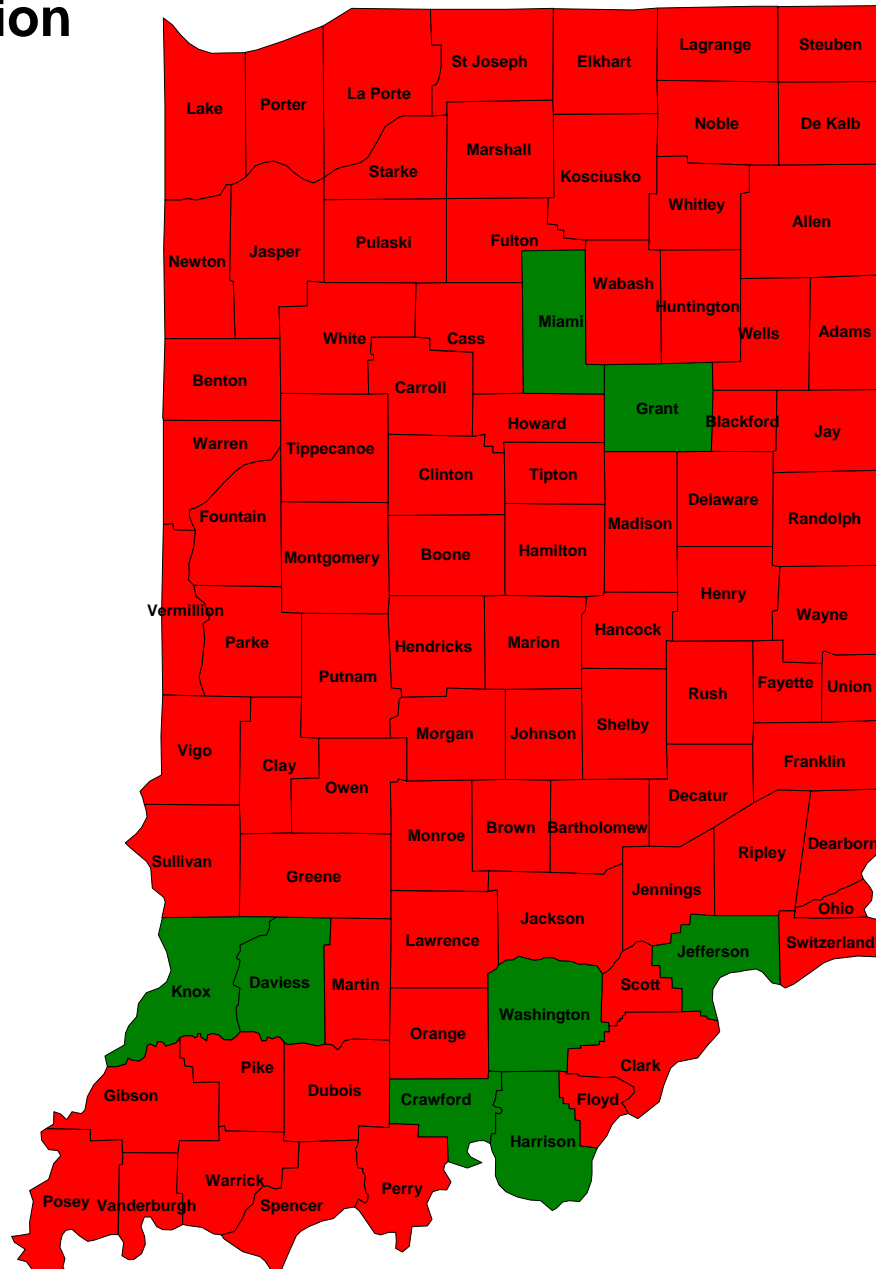 ion
Lagrange
Steuben
St Joseph
Elkhart
La Porte
Porter
Lake
Noble
De Kalb
Marshall
Starke
Kosciusko
Whitley
Allen
Pulaski
Fulton
Jasper
Newton
Wabash
Huntington
Miami
Wells
Adams
White
Cass
Benton
Carroll
Grant
Blackford
Howard
Jay
Warren
Tippecanoe
Clinton
Tipton
Delaware
Fountain
Madison
Randolph
Montgomery
Boone
Hamilton
Henry
Vermillion
Wayne
Parke
Hendricks
Marion
Hancock
Putnam
Rush
Fayette
Union
Shelby
Morgan
Johnson
Vigo
Clay
Franklin
Owen
Decatur
Monroe
Brown
Bartholomew
Dearborn
Ripley
Sullivan
Greene
Jennings
Ohio
Jackson
Lawrence
Switzerland
Jefferson
Knox
Daviess
Martin
Scott
Washington
Orange
Clark
Pike
Dubois
Gibson
Crawford
Floyd
Harrison
Warrick
Perry
Posey
Vanderburgh
Spencer